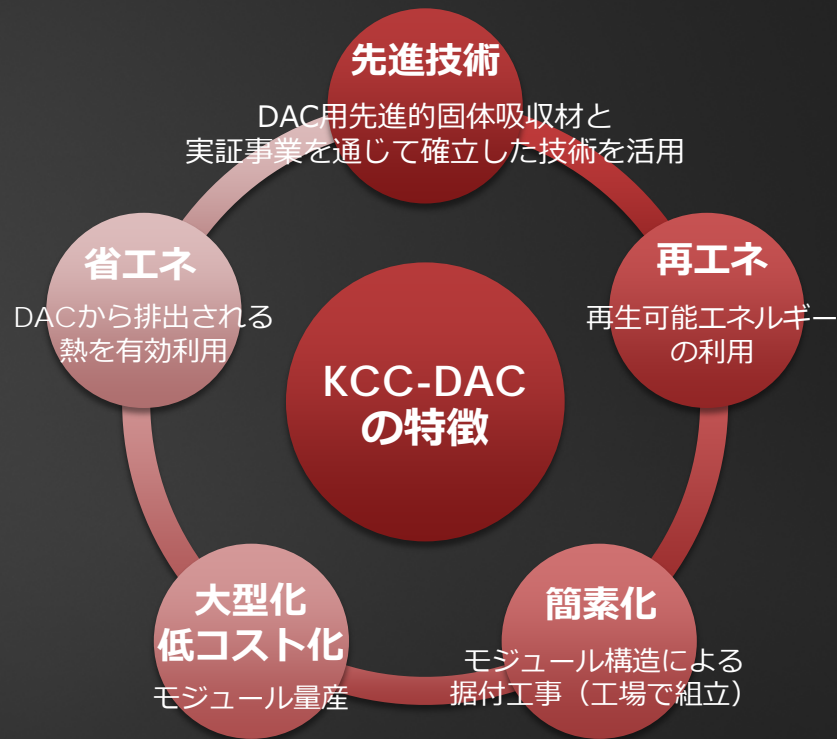 先進技術
DAC用先進的固体吸収材と
実証事業を通じて確立した技術を活用
再エネ
再生可能エネルギー
の利用
簡素化
モジュール構造による
据付工事（工場で組立）
大型化
低コスト化
モジュール量産
省エネ
DACから排出される
熱を有効利用
KCC-DAC
の特徴